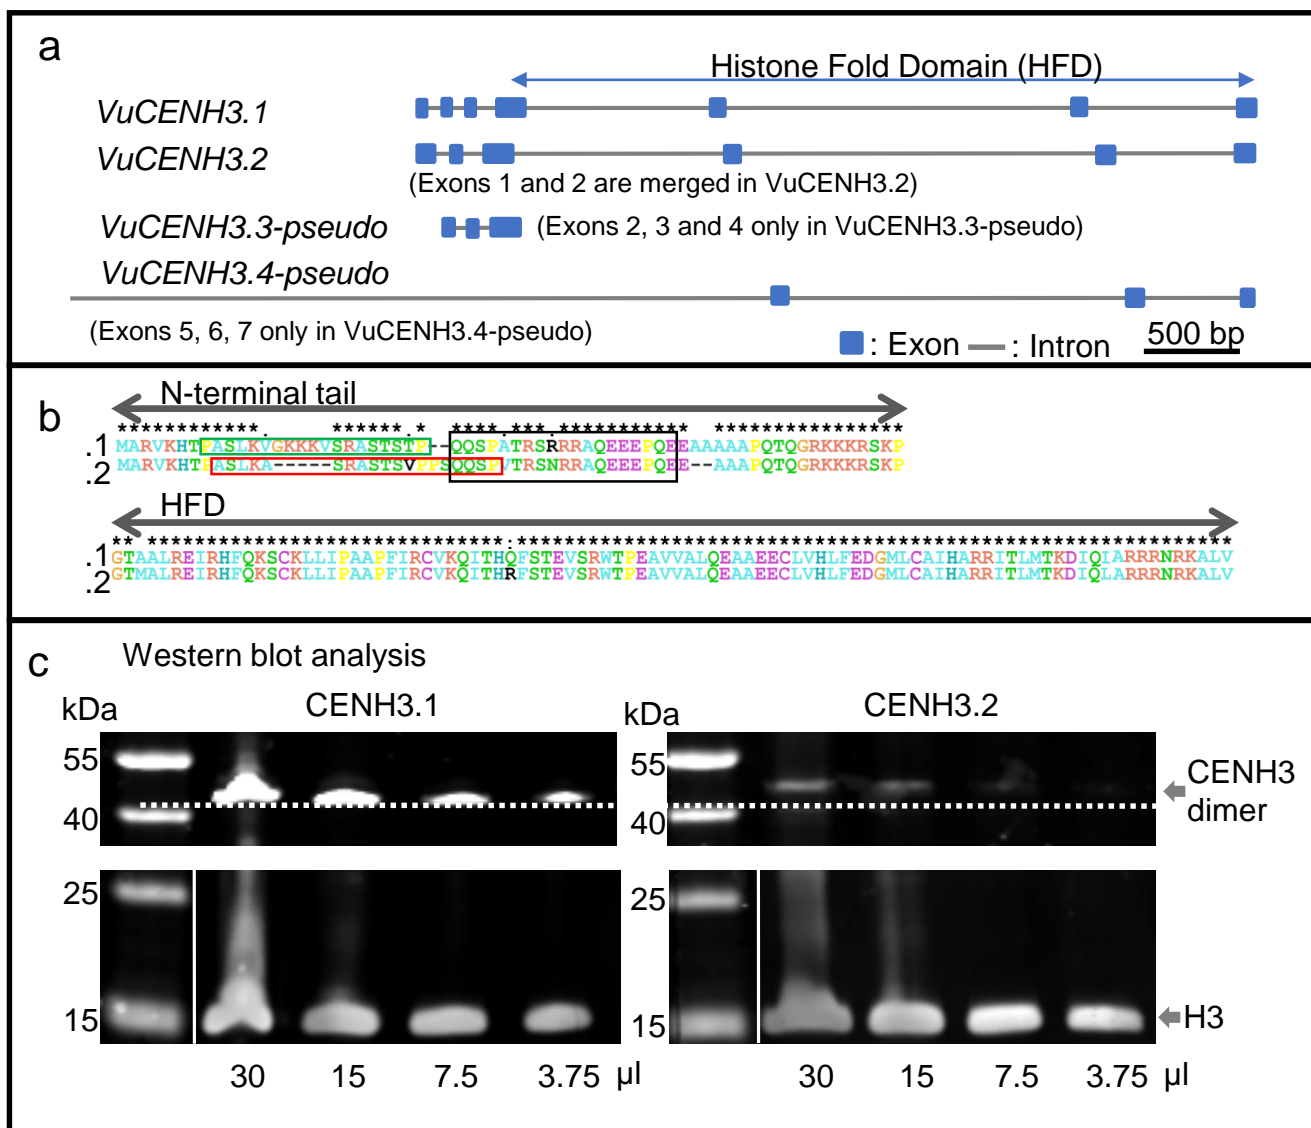 a
Histone Fold Domain (HFD)
VuCENH3.1
VuCENH3.2
(Exons 1 and 2 are merged in VuCENH3.2)
VuCENH3.3-pseudo
(Exons 2, 3 and 4 only in VuCENH3.3-pseudo)
VuCENH3.4-pseudo
(Exons 5, 6, 7 only in VuCENH3.4-pseudo)
: Exon
: Intron
500 bp
b
N-terminal tail
.1 MARVKHTPASLKVGKKKVSRASTSTP--QQSPATRSRRRAQEEEPQEEAAAAPQTQGRKKKRSKP
.2 MARVKHTPASLKA-----SRASTSVPPSQQSPVTRSNRRAQEEEPQEE--AAAPQTQGRKKKRSKP
HFD
.1 GTAALREIRHFQKSCKLLIPAAPFIRCVKQITHQFSTEVSRWTPEAVVALQEAAEECLVHLFEDGMLCAIHARRITLMTKDIQLARRRNRKALV
.2 GTMALREIRHFQKSCKLLIPAAPFIRCVKQITHRFSTEVSRWTPEAVVALQEAAEECLVHLFEDGMLCAIHARRITLMTKDIQLARRRNRKALV
c
Western blot analysis
kDa
CENH3.1
kDa
CENH3.2
55
40
55
40
CENH3
dimer
25
15
25
15
H3
30 15 7.5 3.75 µl
30 15 7.5 3.75 µl